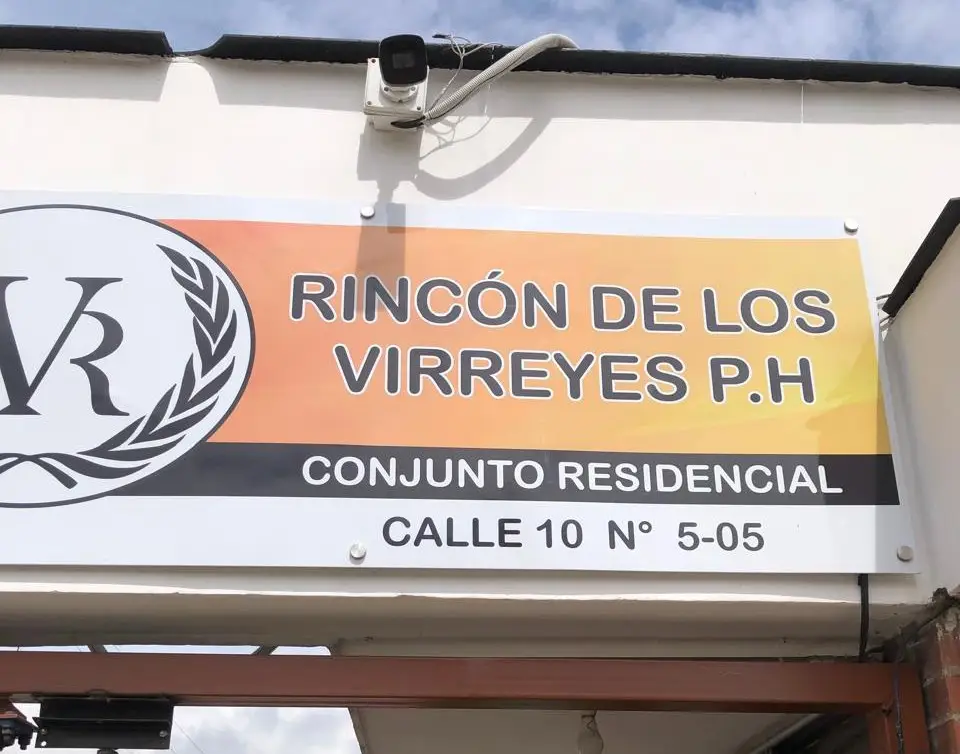 VR
RINCÓN DE LOS
VIRREYES P.H
CONJUNTO RESIDENCIAL
CALLE 10 N° 5-05